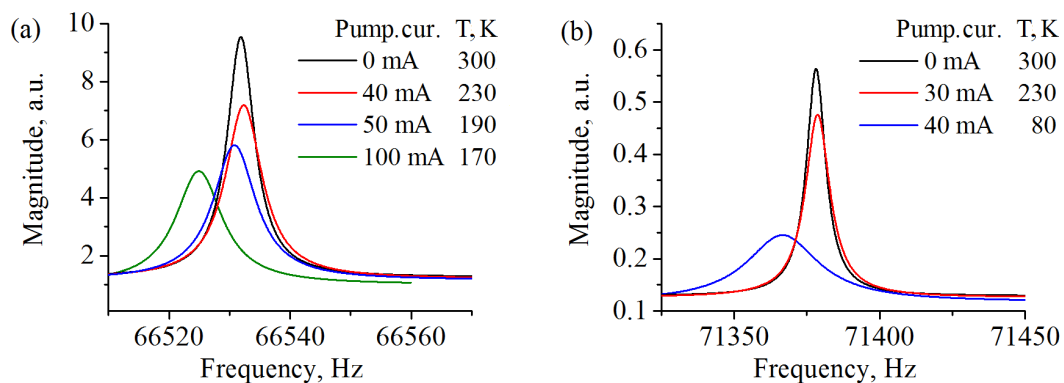 (a)
Pump.cur. T, K
0 mA 300
40 mA 230
50 mA 190
100 mA 170
10
8
6
4
2
Magnitude, a.u.
66520 66540 66560
Frequency, Hz
(b)
Pump.cur. T, K
0 mA 300
30 mA 230
40 mA 80
0.6
0.5
0.4
0.3
0.2
0.1
Magnitude, a.u.
71350 71400 71450
Frequency, Hz